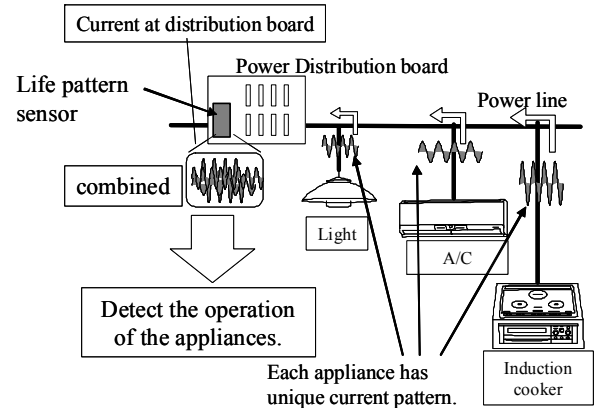 Current at distribution board
Power Distribution board
Life pattern
sensor
Power line
combined
Light
A/C
Detect the operation
of the appliances.
Each appliance has
unique current pattern.
Induction
cooker